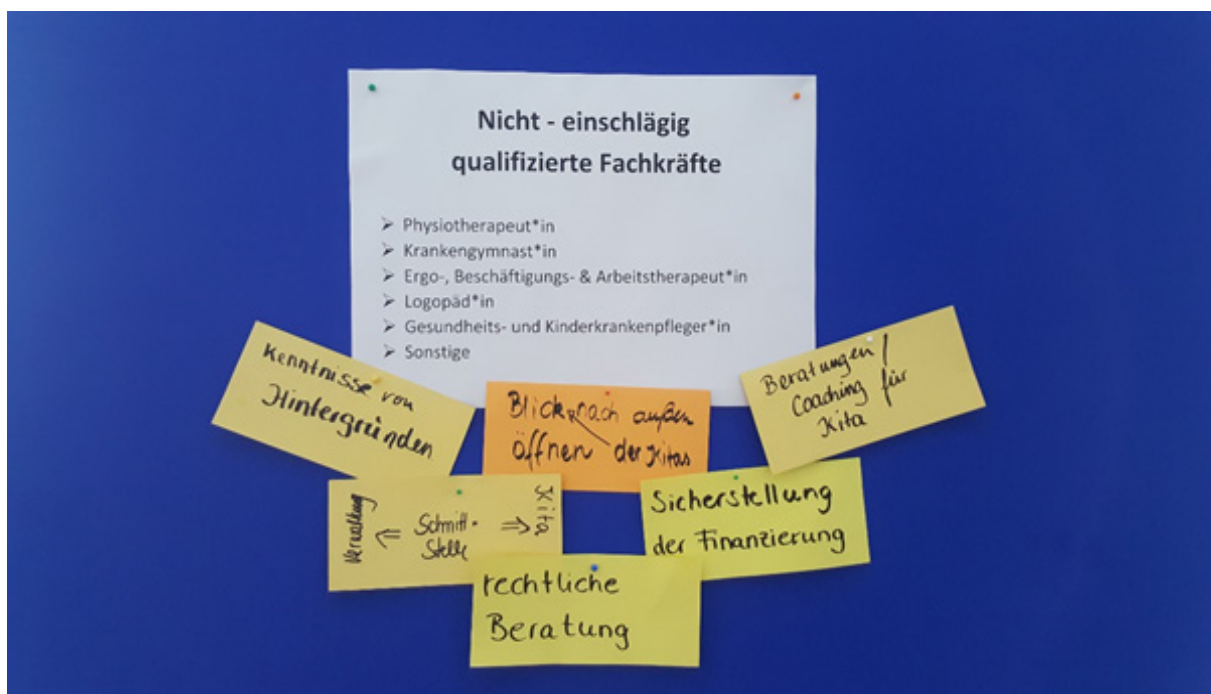 Nicht - einschlägig
qualifizierte Fachkräfte
➢ Physiotherapeut*in
➢ Krankengymnast*in
➢ Ergo-, Beschäftigungs- & Arbeitstherapeut*in
➢ Logopäd*in
➢ Gesundheits- und Kinderkrankenpfleger*in
➢ Sonstige
Kenntnisse von
Hintergründen
Blick nach außen
öffnen der Kitas
Beratungen /
Coaching für
Kita
Verwaltung
⇐ Schnitt-
Stelle ⇒
Kita
Sicherstellung
der Finanzierung
rechtliche
Beratung